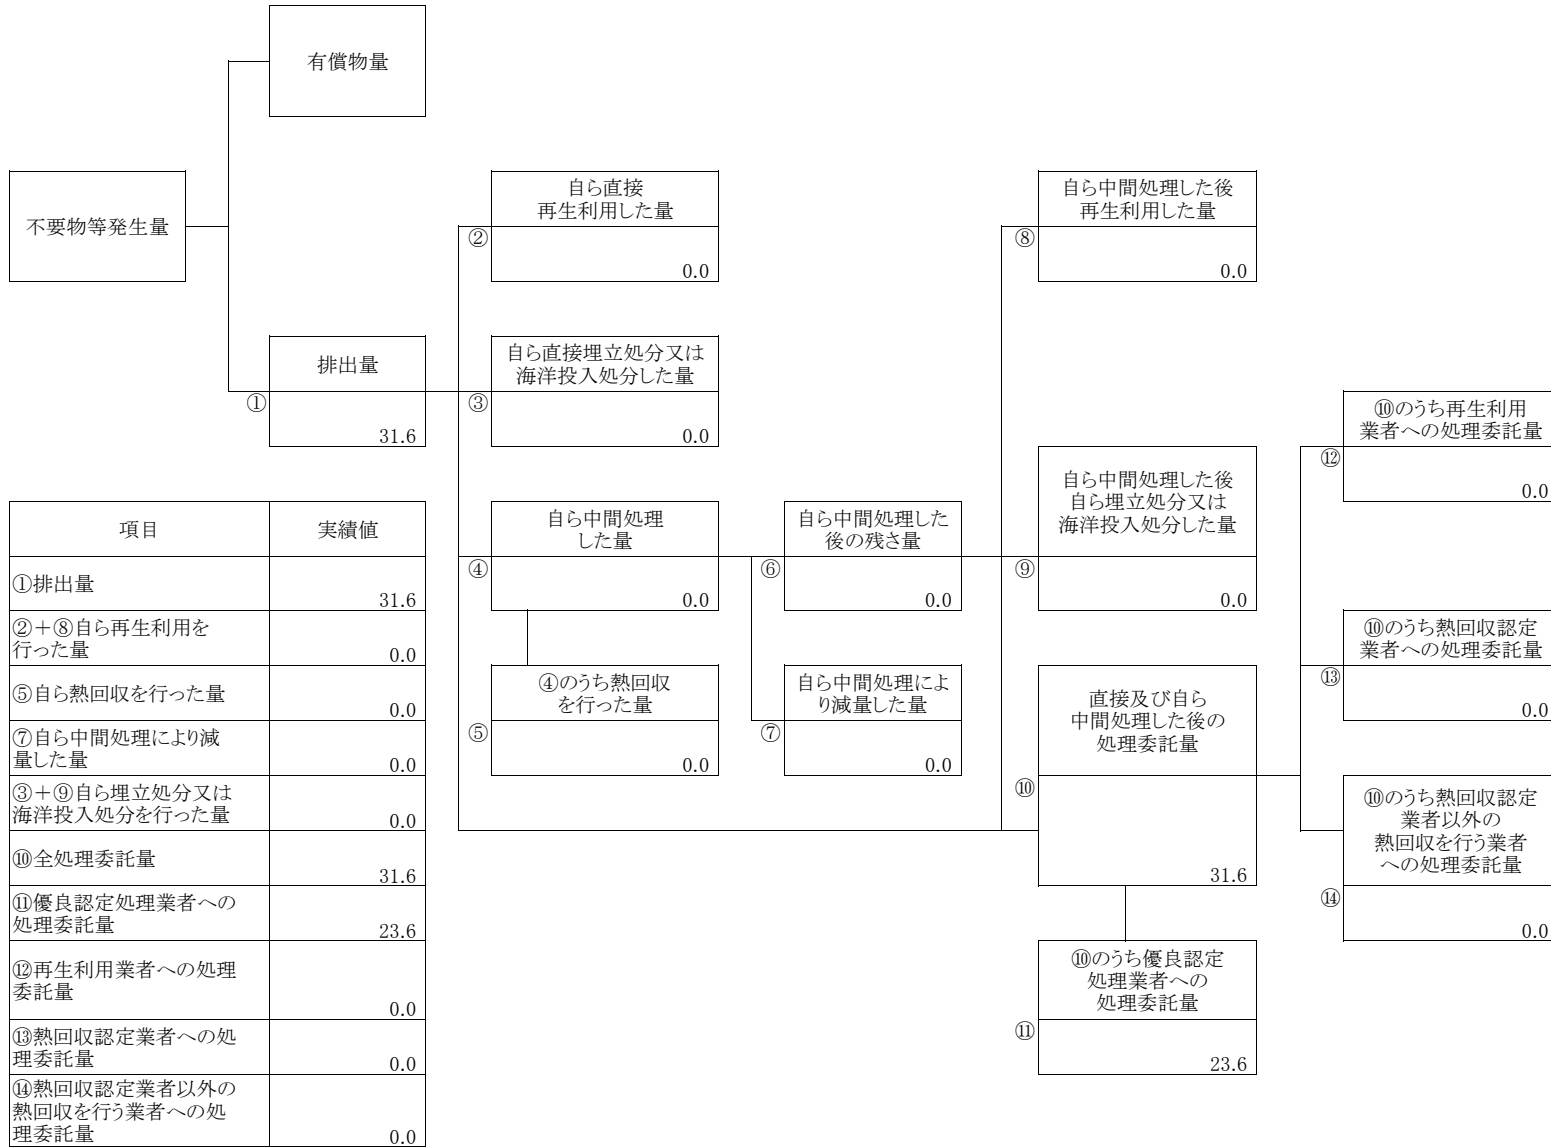 有償物量
不要物等発生量
自ら直接
再生利用した量
②
0.0
自ら中間処理した後
再生利用した量
⑧
0.0
排出量
①
31.6
自ら直接埋立処分又は
海洋投入処分した量
③
0.0
⑩のうち再生利用
業者への処理委託量
⑫
0.0
自ら中間処理
した量
④
0.0
自ら中間処理した
後の残さ量
⑥
0.0
自ら中間処理した後
自ら埋立処分又は
海洋投入処分した量
⑨
0.0
⑩のうち熱回収認定
業者への処理委託量
⑬
0.0
④のうち熱回収
を行った量
⑤
0.0
自ら中間処理によ
り減量した量
⑦
0.0
直接及び自ら
中間処理した後の
処理委託量
⑩
31.6
⑩のうち熱回収認定
業者以外の
熱回収を行う業者
への処理委託量
⑭
0.0
⑩のうち優良認定
処理業者への
処理委託量
⑪
23.6
項目 実績値
①排出量
31.6
②＋⑧自ら再生利用を
行った量
0.0
⑤自ら熱回収を行った量
0.0
⑦自ら中間処理により減
量した量
0.0
③＋⑨自ら埋立処分又は
海洋投入処分を行った量
0.0
⑩全処理委託量
31.6
⑪優良認定処理業者への
処理委託量
23.6
⑫再生利用業者への処理
委託量
0.0
⑬熱回収認定業者への処
理委託量
0.0
⑭熱回収認定業者以外の
熱回収を行う業者への処
理委託量
0.0